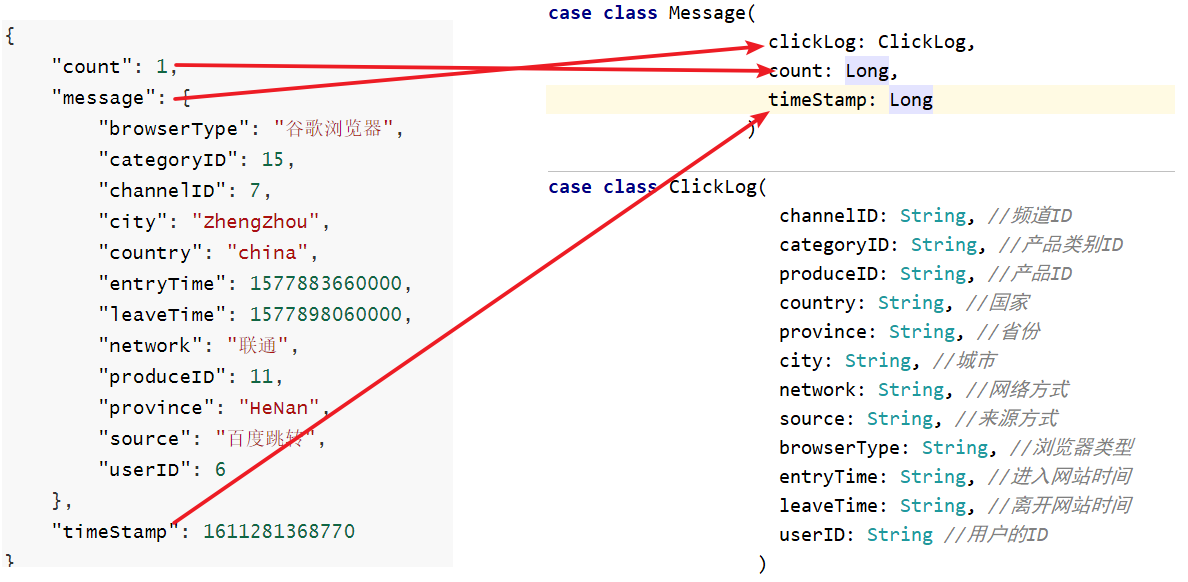 {
"count": 1,
"message": {
"browserType": "谷歌浏览器",
"categoryID": 15,
"channelID": 7,
"city": "ZhengZhou",
"country": "china",
"entryTime": 1577883660000,
"leaveTime": 1577898060000,
"network": "联通",
"produceID": 11,
"province": "HeNan",
"source": "百度跳转",
"userID": 6
},
"timeStamp": 1611281368770
}
case class Message(
clickLog: ClickLog,
count: Long,
timeStamp: Long
)
case class ClickLog(
channelID: String, //频道ID
categoryID: String, //产品类别ID
produceID: String, //产品ID
country: String, //国家
province: String, //省份
city: String, //城市
network: String, //网络方式
source: String, //来源方式
browserType: String, //浏览器类型
entryTime: String, //进入网站时间
leaveTime: String, //离开网站时间
userID: String //用户的ID
)